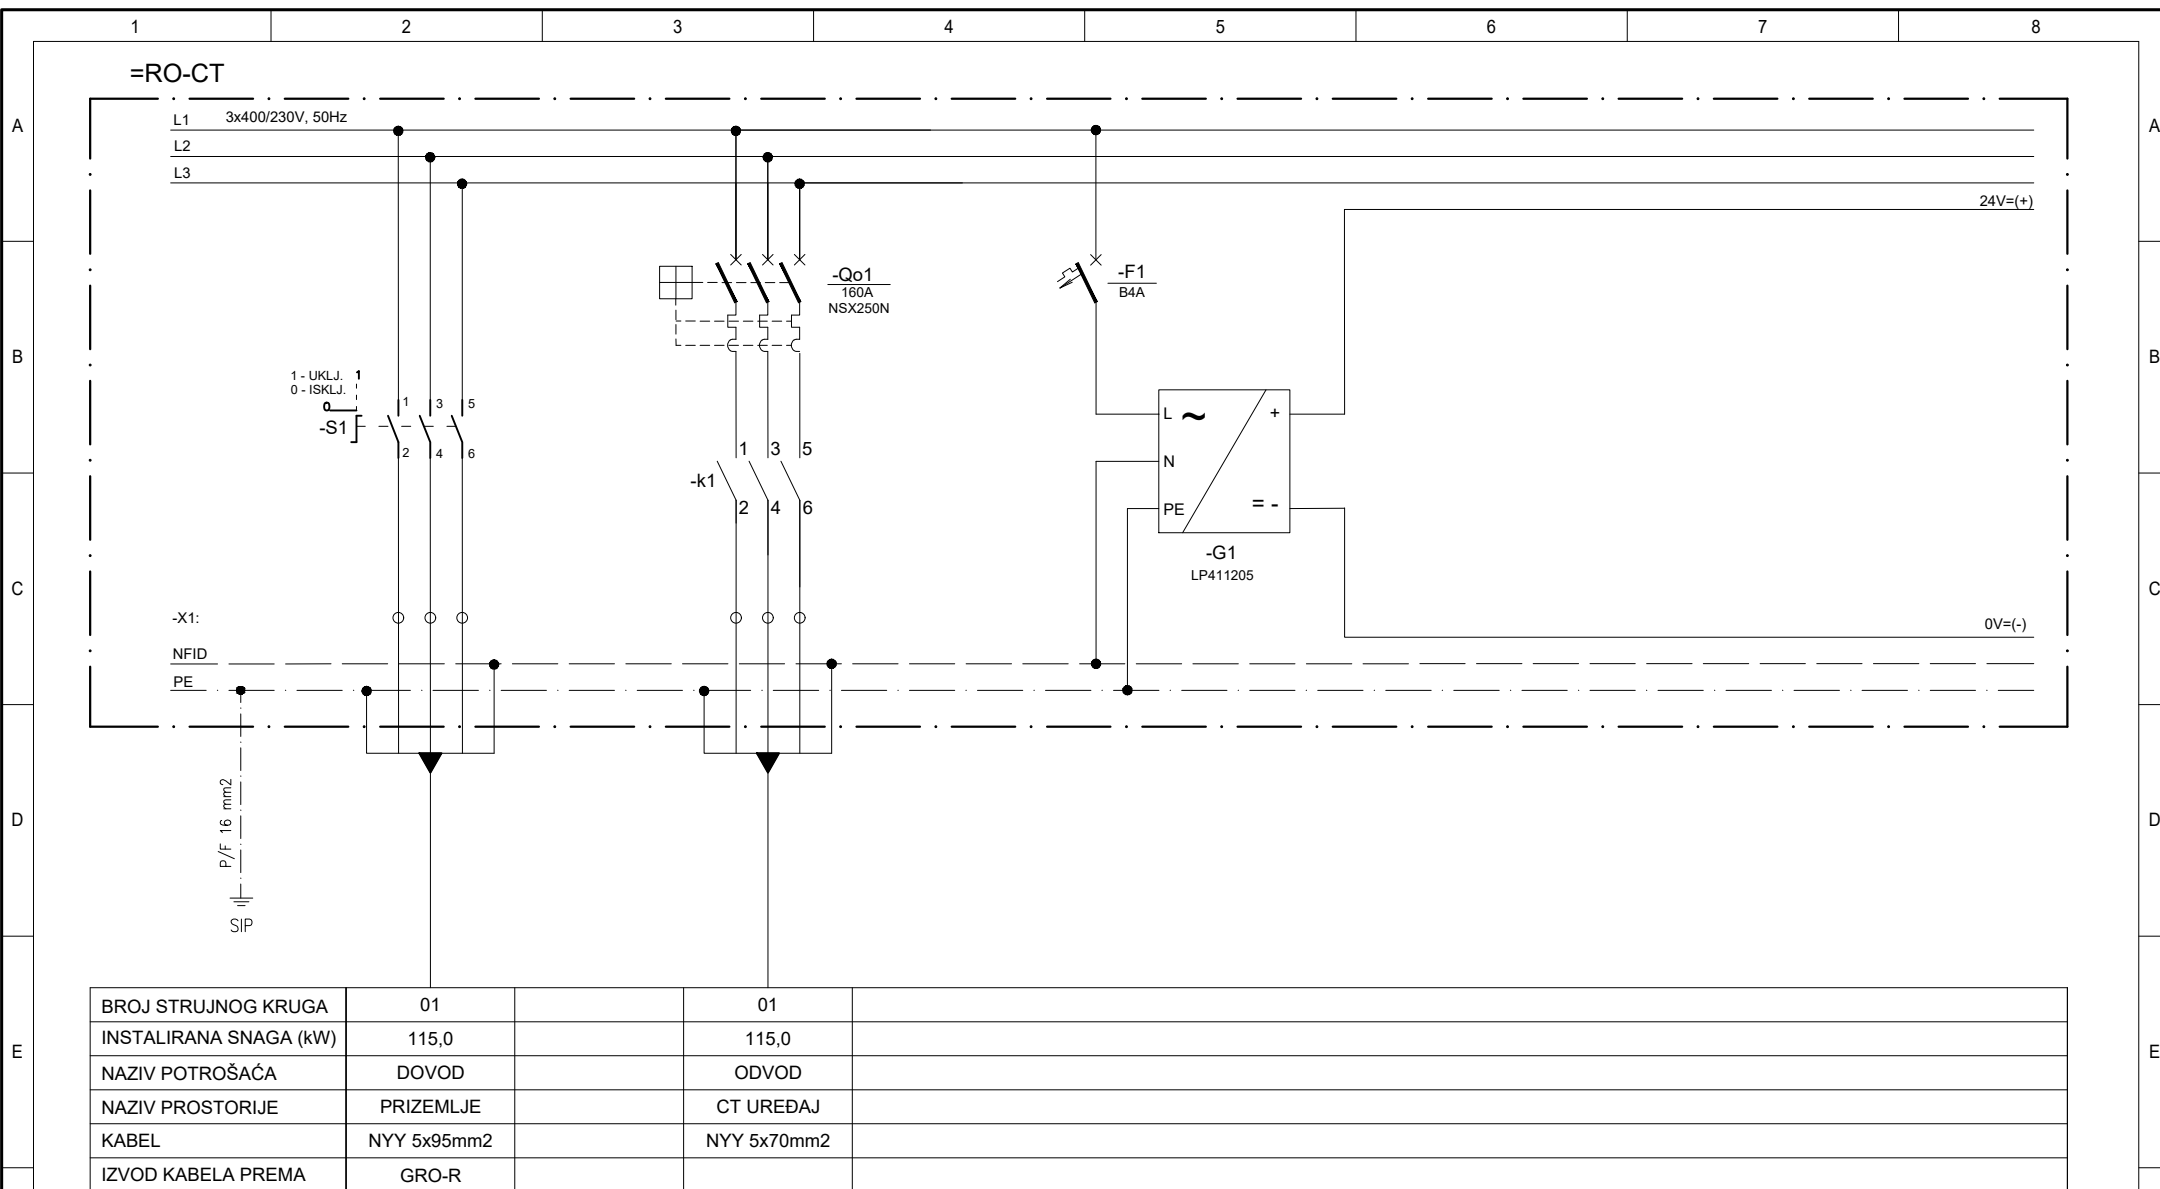 1 2 3 4 5 6 7 8
=RO-CT
A A
L1 3x400/230V, 50Hz
L2
L3
24V=(+)
-Qo1
160A
NSX250N
-F1
B4A
B B
1 - UKLJ. 1
0 - ISKLJ.
0
-S1
1 3 5
2 4 6
-k1
1 3 5
2 4 6
L ~ +
N
PE = -
-G1
LP411205
C C
-X1:
0V=(-)
NFID
PE
D D
P/F 16 mm2
SIP
E E
BROJ STRUJNOG KRUGA 01 01
INSTALIRANA SNAGA (kW) 115,0 115,0
NAZIV POTROŠAĆA DOVOD ODVOD
NAZIV PROSTORIJE PRIZEMLJE CT UREĐAJ
KABEL NYY 5x95mm2 NYY 5x70mm2
IZVOD KABELA PREMA GRO-R